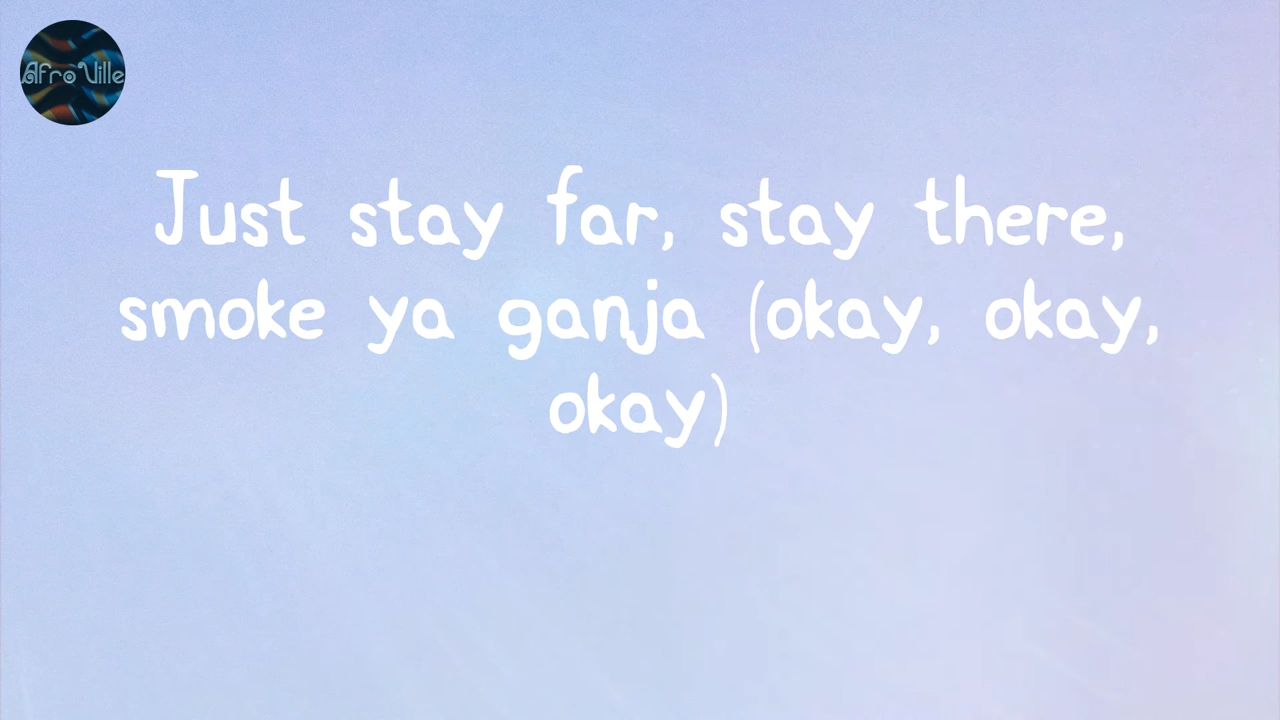 Afro Ville
Just stay far, stay there,
smoke ya ganja (okay, okay,
okay)